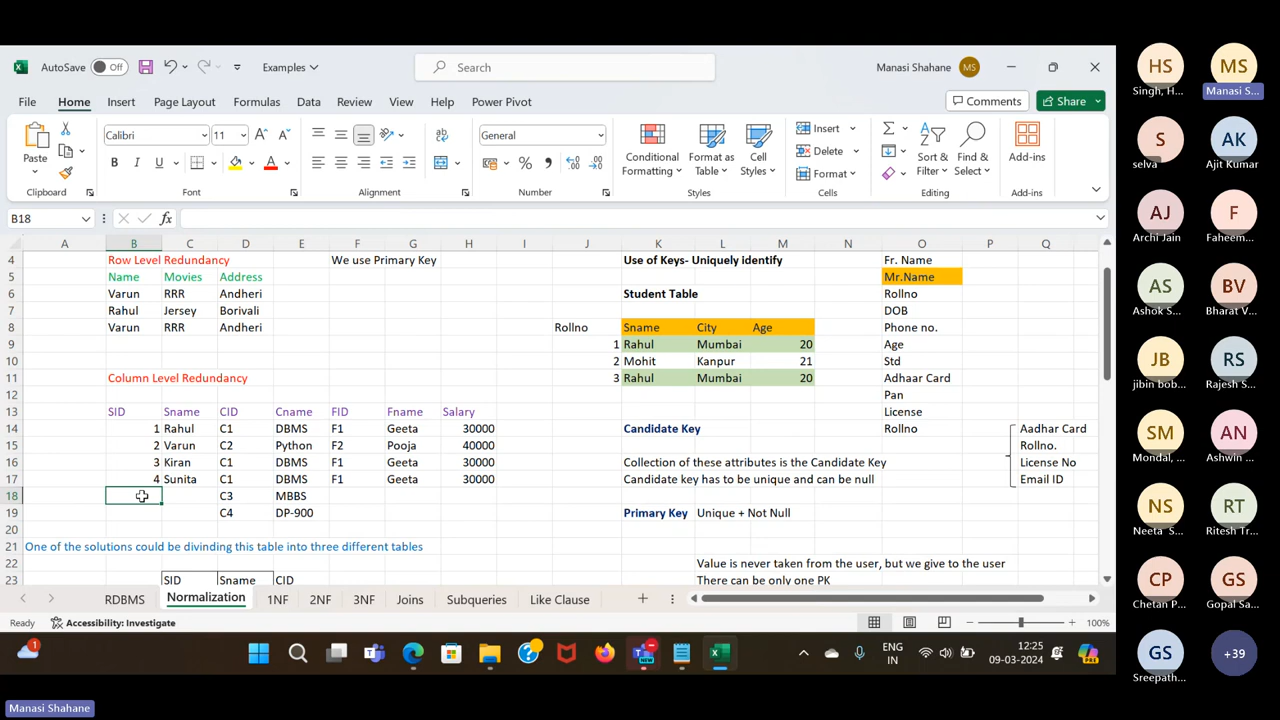 AutoSave Off Examples Search Manasi Shahane MS
File Home Insert Page Layout Formulas Data Review View Help Power Pivot Comments Share
Paste Calibri 11 General Conditional Formatting Format as Table Cell Styles Insert Delete Format Sort & Filter Find & Select Add-ins
B I U
Clipboard Font Alignment Number Styles Cells Editing Add-ins
B18 fx
A B C D E F G H I J K L M N O P Q
4 Row Level Redundancy We use Primary Key Use of Keys- Uniquely identify Fr. Name
5 Name Movies Address Mr.Name
6 Varun RRR Andheri Student Table Rollno
7 Rahul Jersey Borivali DOB
8 Varun RRR Andheri Rollno Sname City Age Phone no.
9 1 Rahul Mumbai 20 Age
10 2 Mohit Kanpur 21 Std
11 Column Level Redundancy 3 Rahul Mumbai 20 Adhaar Card
12 Pan
13 SID Sname CID Cname FID Fname Salary License
14 1 Rahul C1 DBMS F1 Geeta 30000 Candidate Key Rollno Aadhar Card
15 2 Varun C2 Python F2 Pooja 40000 Rollno.
16 3 Kiran C1 DBMS F1 Geeta 30000 Collection of these attributes is the Candidate Key License No
17 4 Sunita C1 DBMS F1 Geeta 30000 Candidate key has to be unique and can be null Email ID
18 C3 MBBS
19 C4 DP-900 Primary Key Unique + Not Null
20
21 One of the solutions could be divinding this table into three different tables
22 Value is never taken from the user, but we give to the user
23 SID Sname CID There can be only one PK
RDBMS Normalization 1NF 2NF 3NF Joins Subqueries Like Clause
Ready Accessibility: Investigate 100%
1 NEW ENG IN 12:25 09-03-2024 PRE
Manasi Shahane
HS
Singh, H...
MS
Manasi S...
S
selva
AK
Ajit Kumar
AJ
Archi Jain
F
Faheem...
AS
Ashok S...
BV
Bharat V...
JB
jibin bob...
RS
Rajesh S...
SM
Mondal, ...
AN
Ashwin ...
NS
Neeta S...
RT
Ritesh Tr...
CP
Chetan P...
GS
Gopal Sa...
GS
Sreepath...
+39